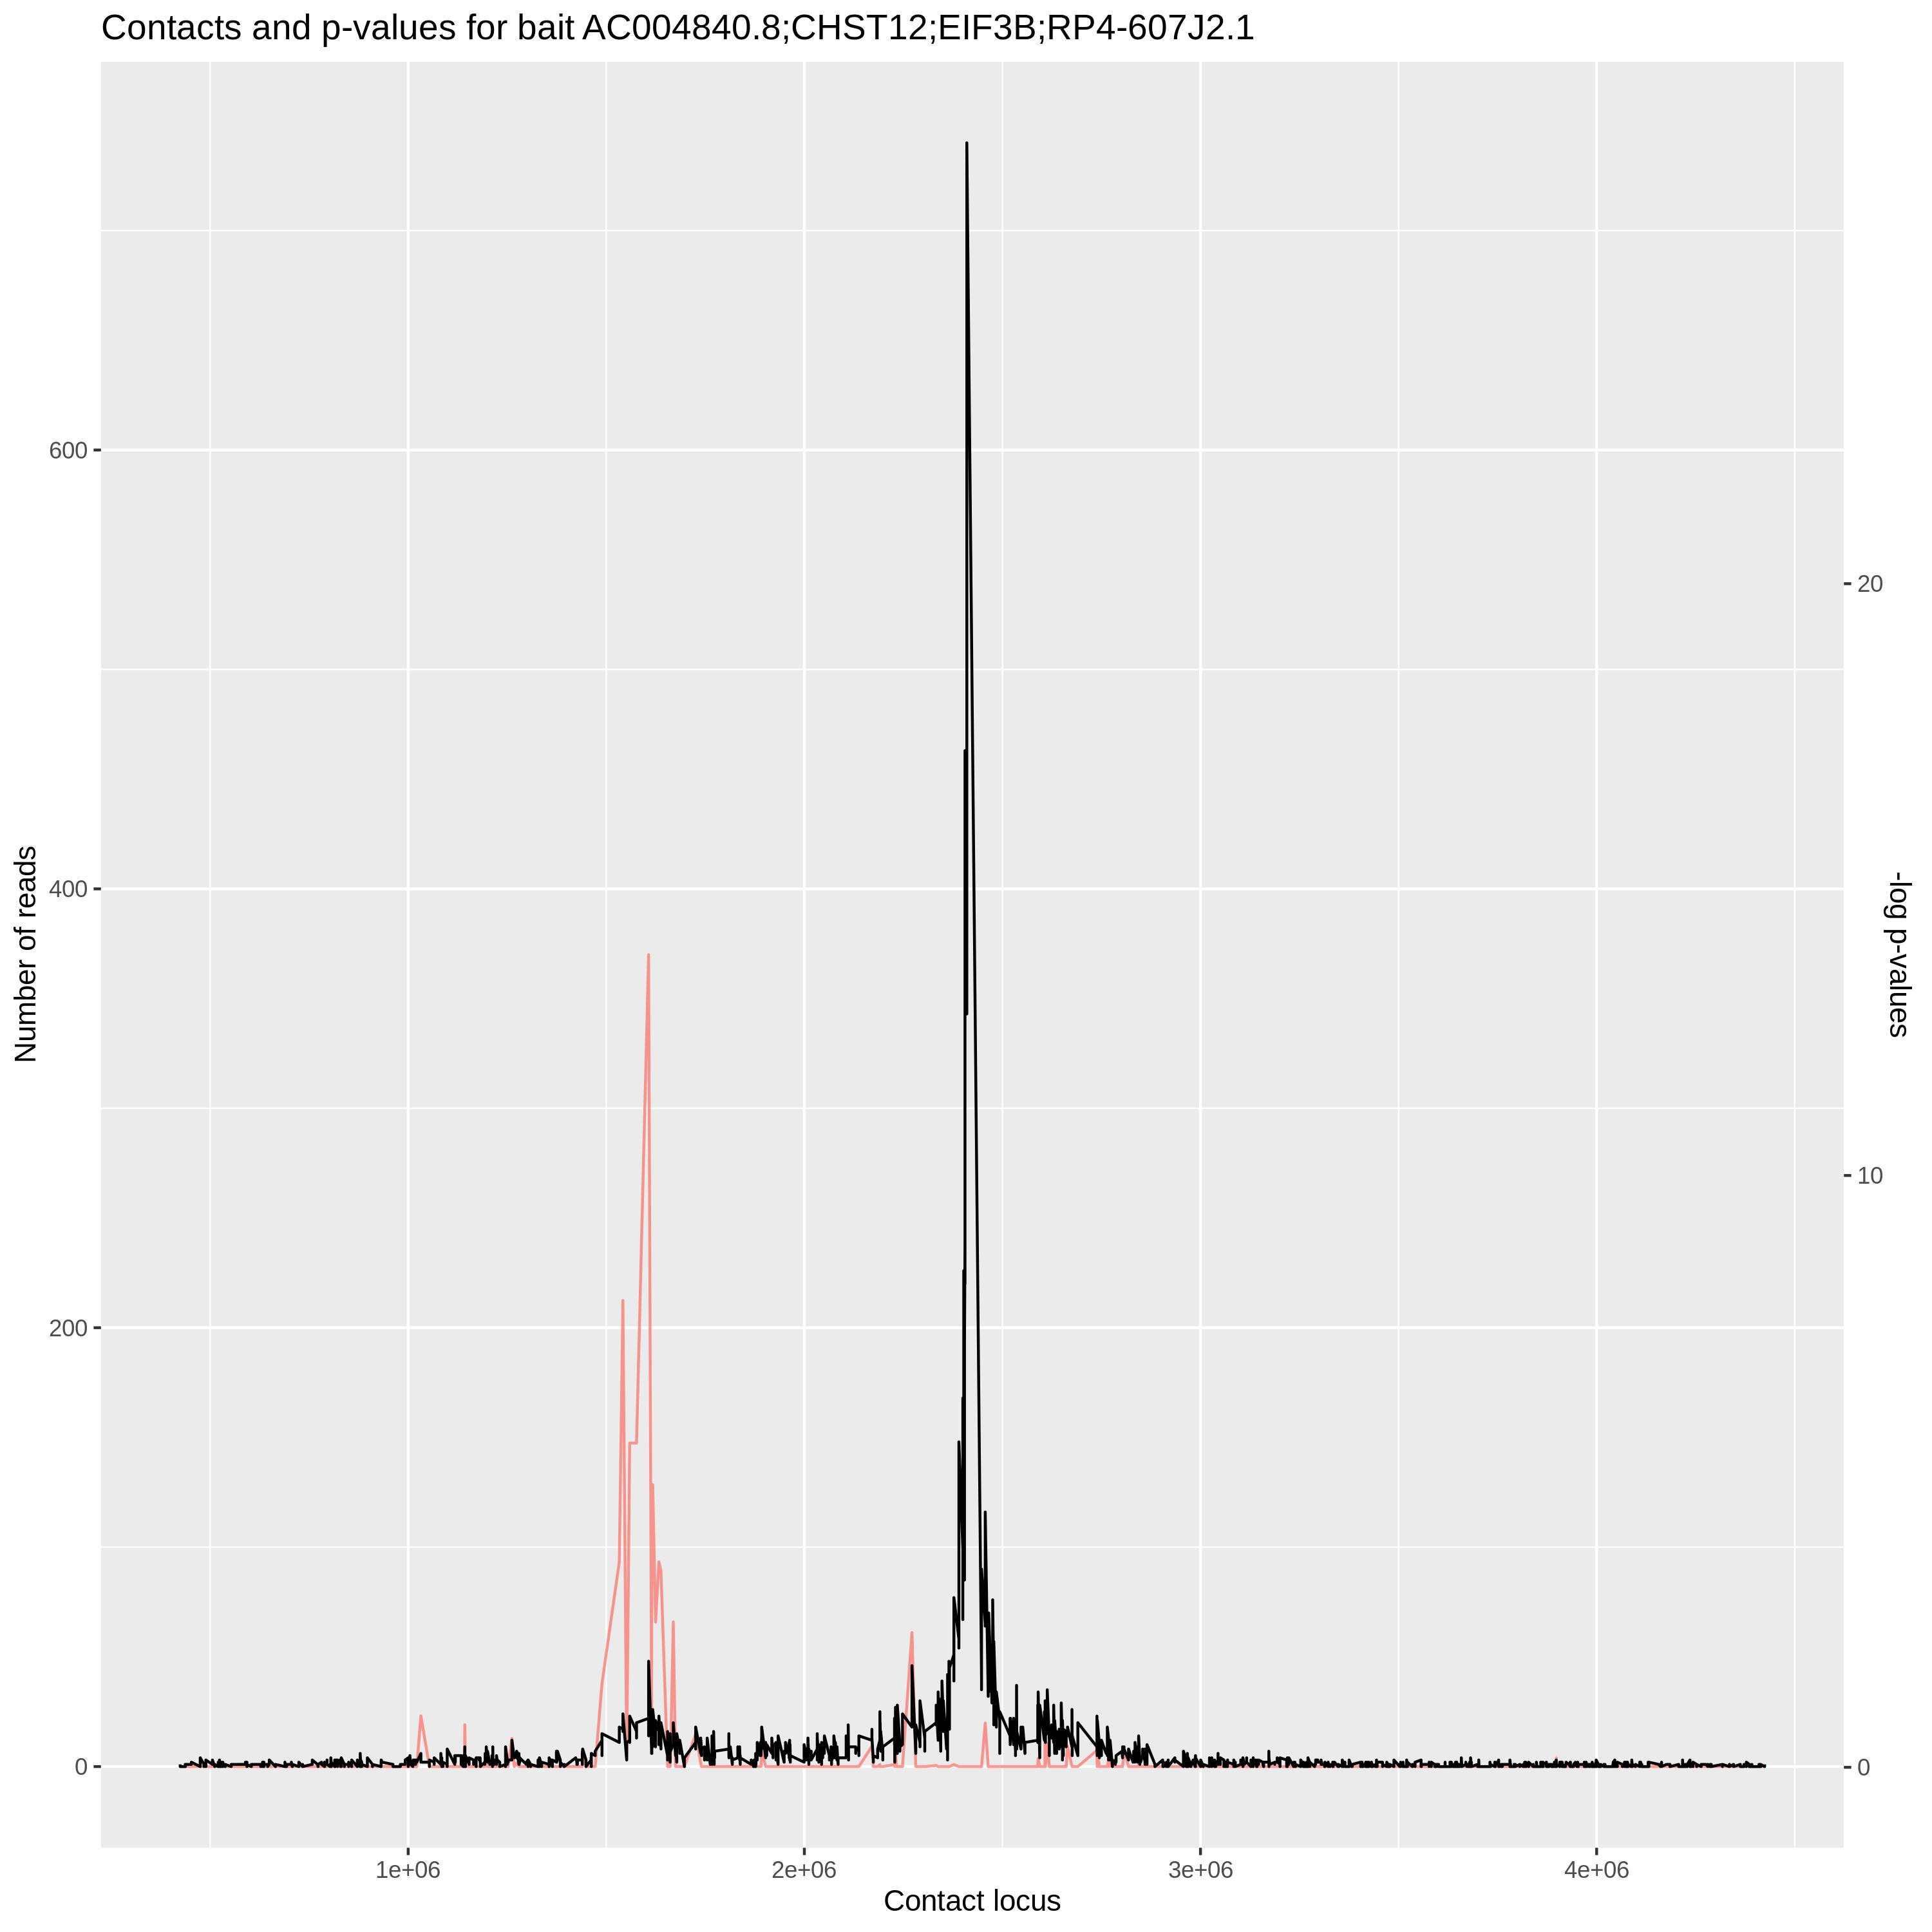 Contacts and p-values for bait AC004840.8;CHST12;EIF3B;RP4-607J2.1
600
400
200
0
Number of reads
20
10
0
-log p-values
1e+06 2e+06 3e+06 4e+06
Contact locus